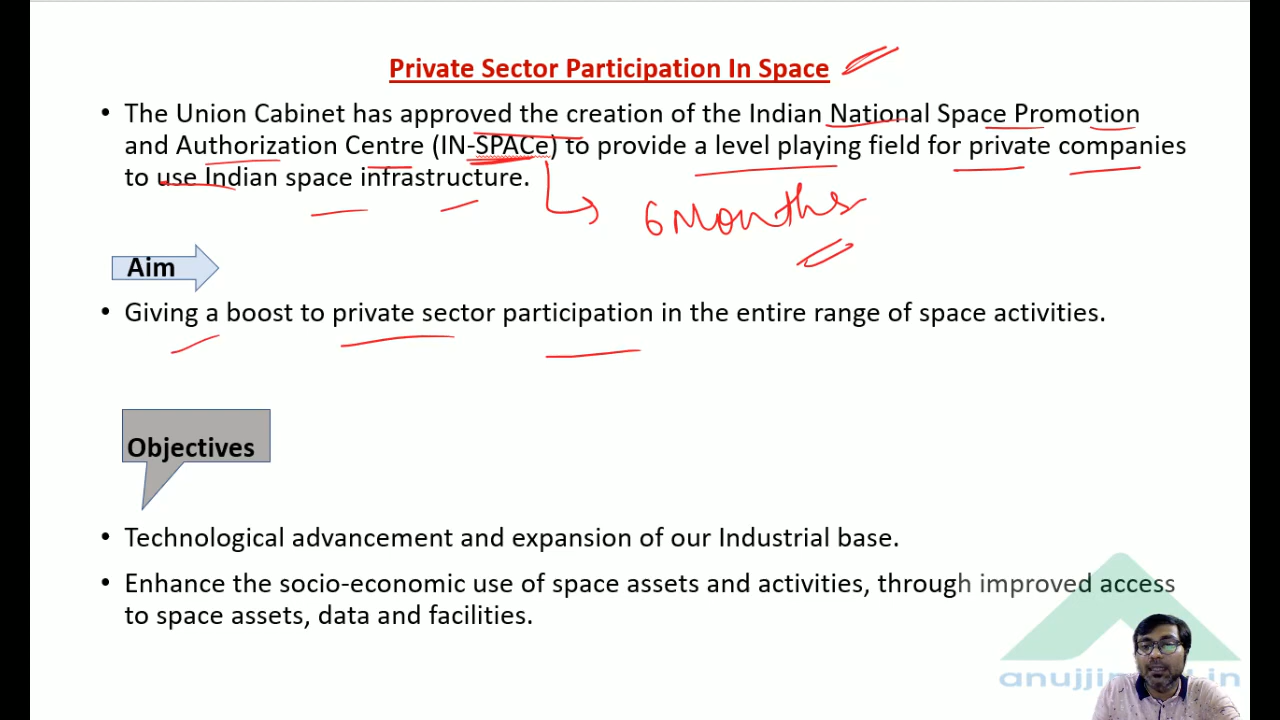 Private Sector Participation In Space
• The Union Cabinet has approved the creation of the Indian National Space Promotion
and Authorization Centre (IN-SPACe) to provide a level playing field for private companies
to use Indian space infrastructure.
6 Months
Aim
• Giving a boost to private sector participation in the entire range of space activities.
Objectives
• Technological advancement and expansion of our Industrial base.
• Enhance the socio-economic use of space assets and activities, through improved access
to space assets, data and facilities.